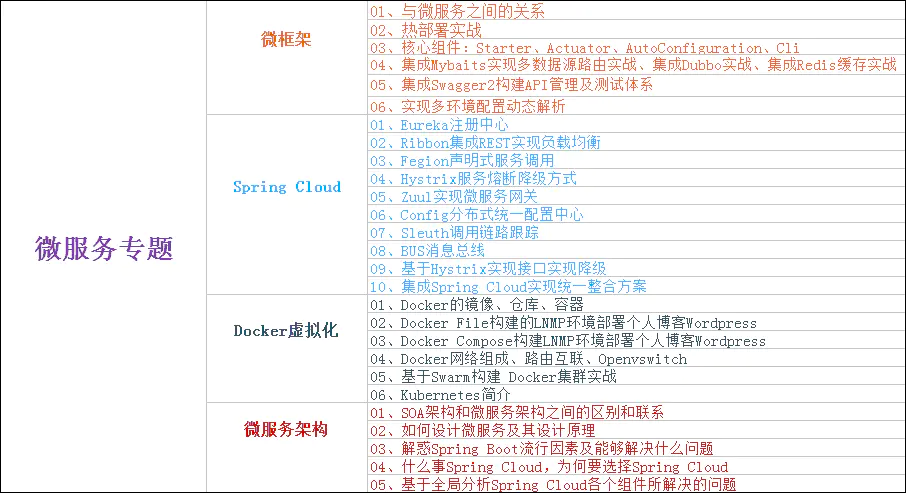 微服务专题
微框架
01、与微服务之间的关系
02、热部署实战
03、核心组件：Starter、Actuator、AutoConfiguration、Cli
04、集成Mybaits实现多数据源路由实战、集成Dubbo实战、集成Redis缓存实战
05、集成Swagger2构建API管理及测试体系
06、实现多环境配置动态解析
Spring Cloud
01、Eureka注册中心
02、Ribbon集成REST实现负载均衡
03、Fegion声明式服务调用
04、Hystrix服务熔断降级方式
05、Zuul实现微服务网关
06、Config分布式统一配置中心
07、Sleuth调用链路跟踪
08、BUS消息总线
09、基于Hystrix实现接口实现降级
10、集成Spring Cloud实现统一整合方案
Docker虚拟化
01、Docker的镜像、仓库、容器
02、Docker File构建的LNMP环境部署个人博客Wordpress
03、Docker Compose构建LNMP环境部署个人博客Wordpress
04、Docker网络组成、路由互联、Openvswitch
05、基于Swarm构建 Docker集群实战
06、Kubernetes简介
微服务架构
01、SOA架构和微服务架构之间的区别和联系
02、如何设计微服务及其设计原理
03、解惑Spring Boot流行因素及能够解决什么问题
04、什么事Spring Cloud，为何要选择Spring Cloud
05、基于全局分析Spring Cloud各个组件所解决的问题